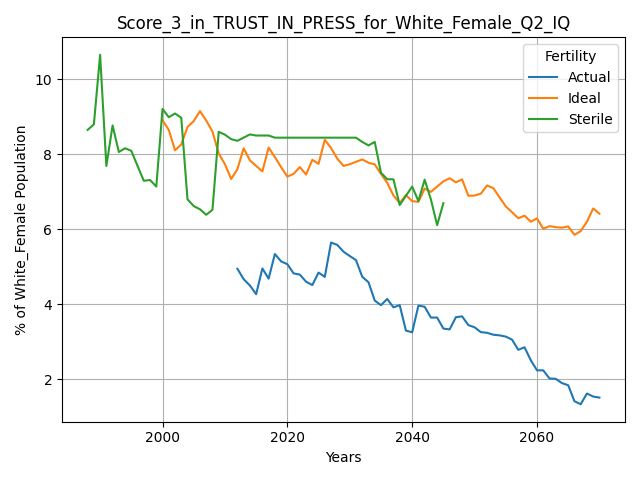 Score_3_in_TRUST_IN_PRESS_for_White_Female_Q2_IQ
Fertility
Actual
Ideal
Sterile
% of White_Female Population
10
8
6
4
2
2000 2020 2040 2060
Years